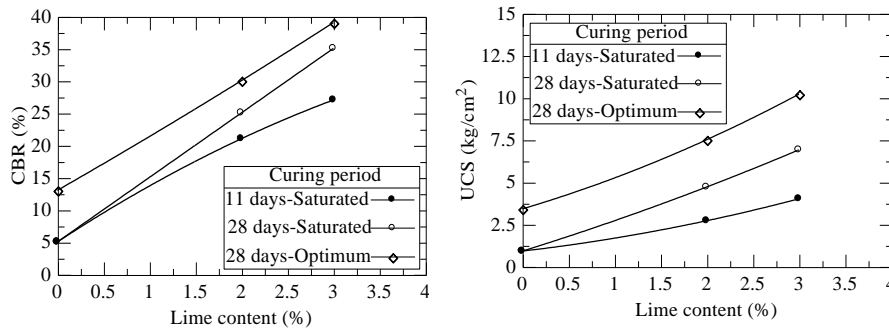 CBR (%)
40
35
30
25
20
15
10
5
0
Curing period
11 days-Saturated
28 days-Saturated
28 days-Optimum
0 0.5 1 1.5 2 2.5 3 3.5 4
Lime content (%)
UCS (kg/cm²)
15
12.5
10
7.5
5
2.5
0
Curing period
11 days-Saturated
28 days-Saturated
28 days-Optimum
0 0.5 1 1.5 2 2.5 3 3.5 4
Lime content (%)